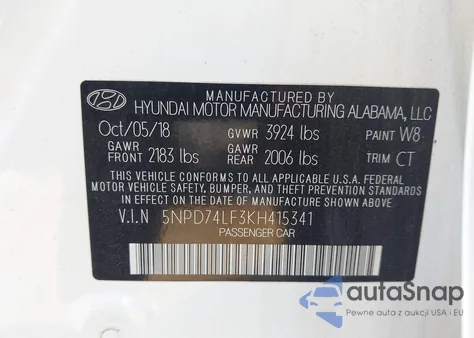 MANUFACTURED BY
HYUNDAI MOTOR MANUFACTURING ALABAMA, LLC
Oct/05/18 GVWR 3924 lbs PAINT W8
GAWR FRONT 2183 lbs GAWR REAR 2006 lbs TRIM CT
THIS VEHICLE CONFORMS TO ALL APPLICABLE U.S.A FEDERAL
MOTOR VEHICLE SAFETY, BUMPER, AND THEFT PREVENTION STANDARDS
IN EFFECT ON THE DATE OF MANUFACTURE SHOWN ABOVE.
V.I.N 5NPD74LF3KH415341
PASSENGER CAR
autoSnap
Pewne auta z aukcji USA i EU